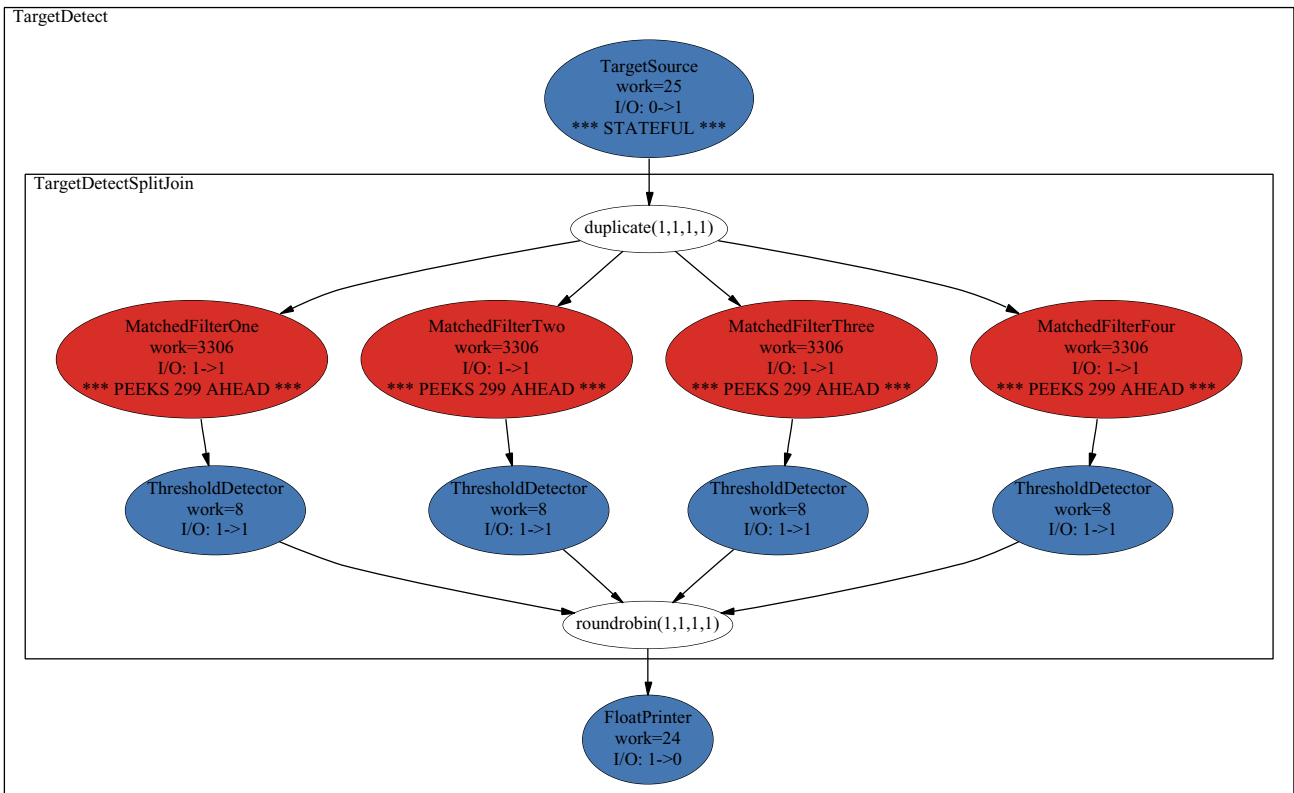 TargetDetect
TargetSource
work=25
I/O: 0->1
*** STATEFUL ***
TargetDetectSplitJoin
duplicate(1,1,1,1)
MatchedFilterOne
work=3306
I/O: 1->1
*** PEEKS 299 AHEAD ***
MatchedFilterTwo
work=3306
I/O: 1->1
*** PEEKS 299 AHEAD ***
MatchedFilterThree
work=3306
I/O: 1->1
*** PEEKS 299 AHEAD ***
MatchedFilterFour
work=3306
I/O: 1->1
*** PEEKS 299 AHEAD ***
ThresholdDetector
work=8
I/O: 1->1
ThresholdDetector
work=8
I/O: 1->1
ThresholdDetector
work=8
I/O: 1->1
ThresholdDetector
work=8
I/O: 1->1
roundrobin(1,1,1,1)
FloatPrinter
work=24
I/O: 1->0